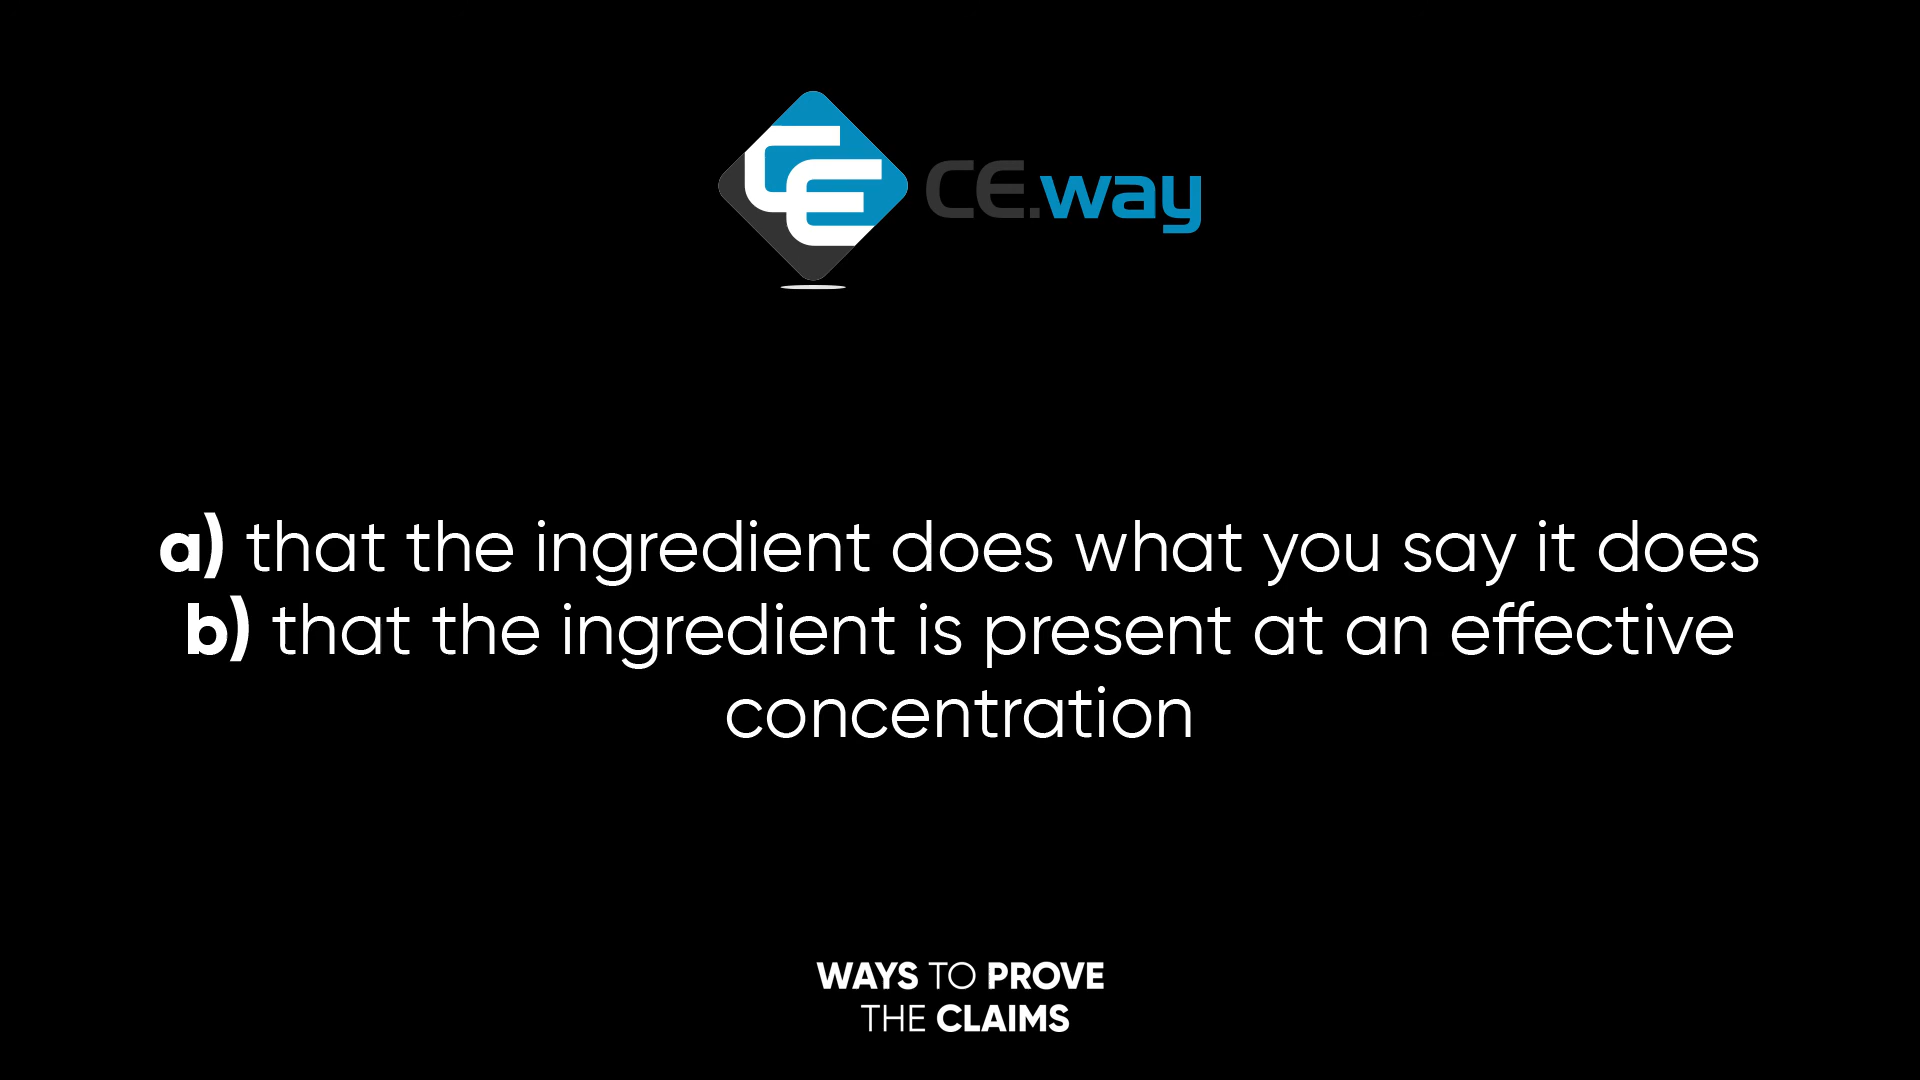 CE
CE.way
a) that the ingredient does what you say it does
b) that the ingredient is present at an effective
concentration
WAYS TO PROVE
THE CLAIMS